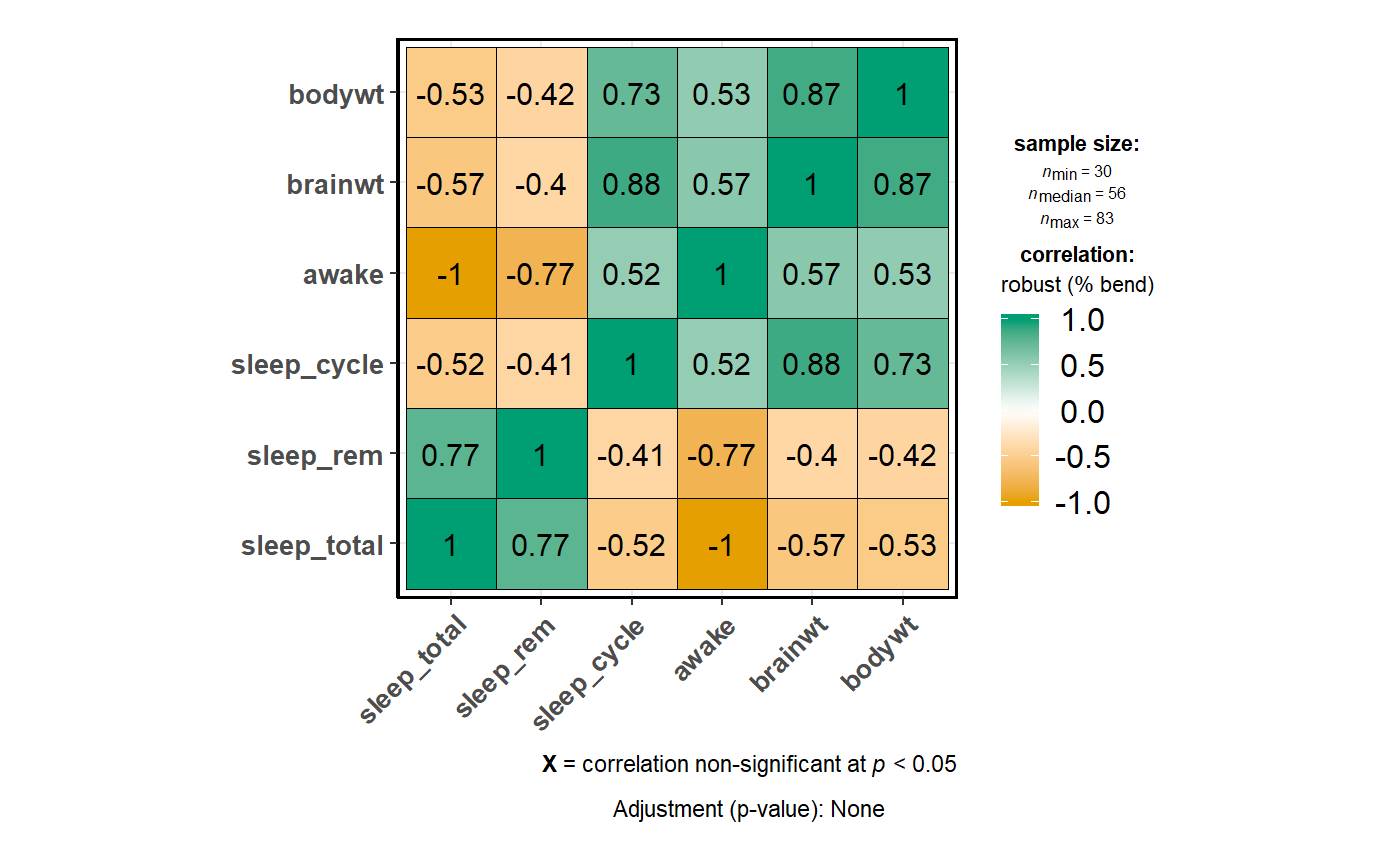 bodywt -0.53 -0.42 0.73 0.53 0.87 1
brainwt -0.57 -0.4 0.88 0.57 1 0.87
awake -1 -0.77 0.52 1 0.57 0.53
sleep_cycle -0.52 -0.41 1 0.52 0.88 0.73
sleep_rem 0.77 1 -0.41 -0.77 -0.4 -0.42
sleep_total 1 0.77 -0.52 -1 -0.57 -0.53
sleep_total sleep_rem sleep_cycle awake brainwt bodywt
sample size:
nmin = 30
nmedian = 56
nmax = 83
correlation:
robust (% bend)
1.0
0.5
0.0
-0.5
-1.0
X = correlation non-significant at p < 0.05
Adjustment (p-value): None